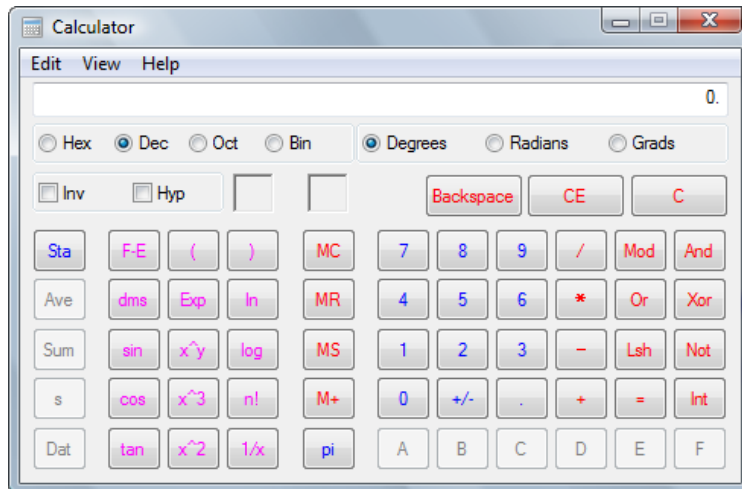 Calculator
Edit View Help
0.
Hex Dec Oct Bin Degrees Radians Grads
Inv Hyp Backspace CE C
Sta F-E ( ) MC 7 8 9 / Mod And
Ave dms Exp ln MR 4 5 6 * Or Xor
Sum sin x^y log MS 1 2 3 - Lsh Not
s cos x^3 n! M+ 0 +/- . + = Int
Dat tan x^2 1/x pi A B C D E F